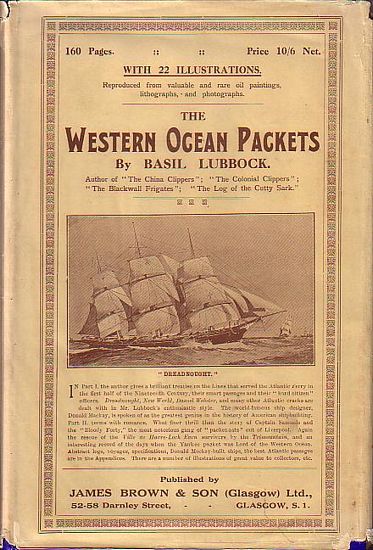 160 Pages. :: :: Price 10/6 Net.
WITH 22 ILLUSTRATIONS.
Reproduced from valuable and rare oil paintings,
lithographs, and photographs.
THE
WESTERN OCEAN PACKETS
By BASIL LUBBOCK.
Author of "The China Clippers"; "The Colonial Clippers";
"The Blackwall Frigates"; "The Log of the Cutty Sark."
"DREADNOUGHT."
IN Part I. the author gives a brilliant treatise on the Lines that served the Atlantic Ferry in
the first half of the Nineteenth Century, their smart passages and their "kind citizen"
officers. Dreadnought, New World, Daniel Webster, and many other Atlantic cracks are
dealt with in Mr. Lubbock's enthusiastic style. The world-famous ship designer,
Donald Mackay, is spoken of as the greatest genius in the history of American shipbuilding.
Part II. teems with romance. What finer thrill than the story of Captain Samuels and
the "Bloody Forty," the most notorious gang of "packetrats" out of Liverpool. Again
the rescue of the Ville de Havre-Loch Earn survivors by the Trimountain, and an
interesting record of the days when the Yankee packet was Lord of the Western Ocean.
Abstract logs, voyages, specifications, Donald Mackay-built ships, the best Atlantic passages
are in the Appendices. There are a number of illustrations of great value to collectors, etc.
Published by
JAMES BROWN & SON (Glasgow) Ltd.,
52-58 Darnley Street, - - GLASGOW, S. 1.